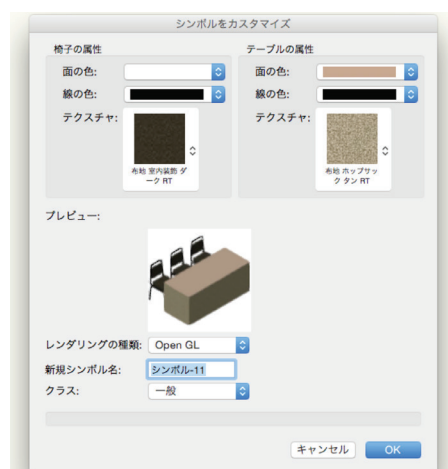 シンボルをカスタマイズ
椅子の属性
テーブルの属性
面の色:
面の色:
線の色:
線の色:
テクスチャ:
テクスチャ:
布地 室内装飾 ダ
ーク RT
布地 ホップサッ
ク タン RT
プレビュー:
レンダリングの種類: Open GL
新規シンボル名: シンボル-11
クラス: 一般
キャンセル OK